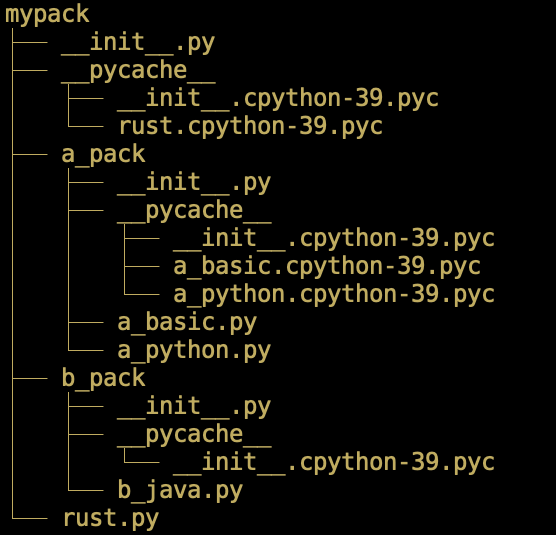 mypack
├── __init__.py
├── __pycache__
│   ├── __init__.cpython-39.pyc
│   └── rust.cpython-39.pyc
├── a_pack
│   ├── __init__.py
│   ├── __pycache__
│   │   ├── __init__.cpython-39.pyc
│   │   ├── a_basic.cpython-39.pyc
│   │   └── a_python.cpython-39.pyc
│   ├── a_basic.py
│   └── a_python.py
├── b_pack
│   ├── __init__.py
│   ├── __pycache__
│   │   └── __init__.cpython-39.pyc
│   └── b_java.py
└── rust.py